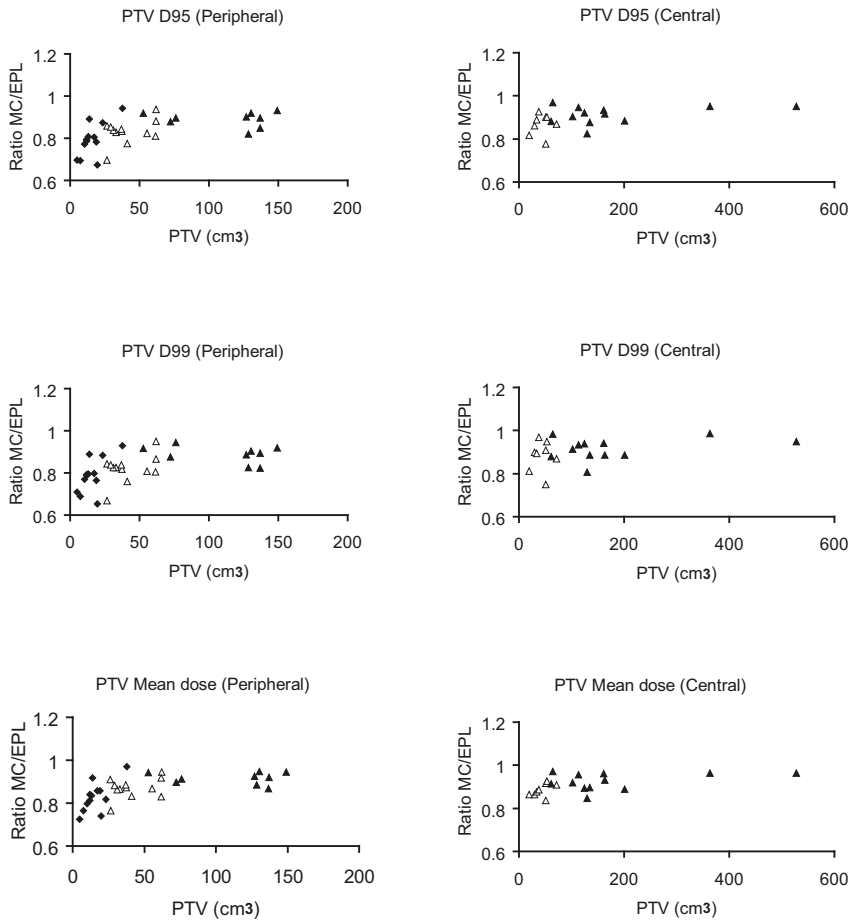 PTV D95 (Peripheral)
Ratio MC/EPL
1.2
1
0.8
0.6
0 50 100 150 200
PTV (cm3)
PTV D95 (Central)
Ratio MC/EPL
1.2
1
0.8
0.6
0 200 400 600
PTV (cm3)
PTV D99 (Peripheral)
Ratio MC/EPL
1.2
1
0.8
0.6
0 50 100 150 200
PTV (cm3)
PTV D99 (Central)
Ratio MC/EPL
1.2
1
0.8
0.6
0 200 400 600
PTV (cm3)
PTV Mean dose (Peripheral)
Ratio MC/EPL
1.2
1
0.8
0.6
0 50 100 150 200
PTV (cm3)
PTV Mean dose (Central)
Ratio MC/EPL
1.2
1
0.8
0.6
0 200 400 600
PTV (cm3)